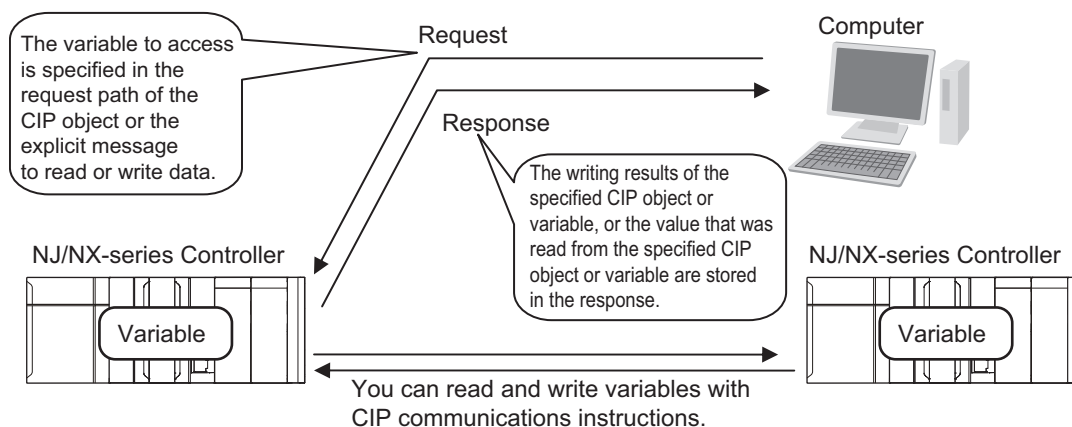 The variable to access
is specified in the
request path of the
CIP object or the
explicit message
to read or write data.
Request
Computer
Response
The writing results of the
specified CIP object or
variable, or the value that was
read from the specified CIP
object or variable are stored
in the response.
NJ/NX-series Controller
NJ/NX-series Controller
Variable
Variable
You can read and write variables with
CIP communications instructions.